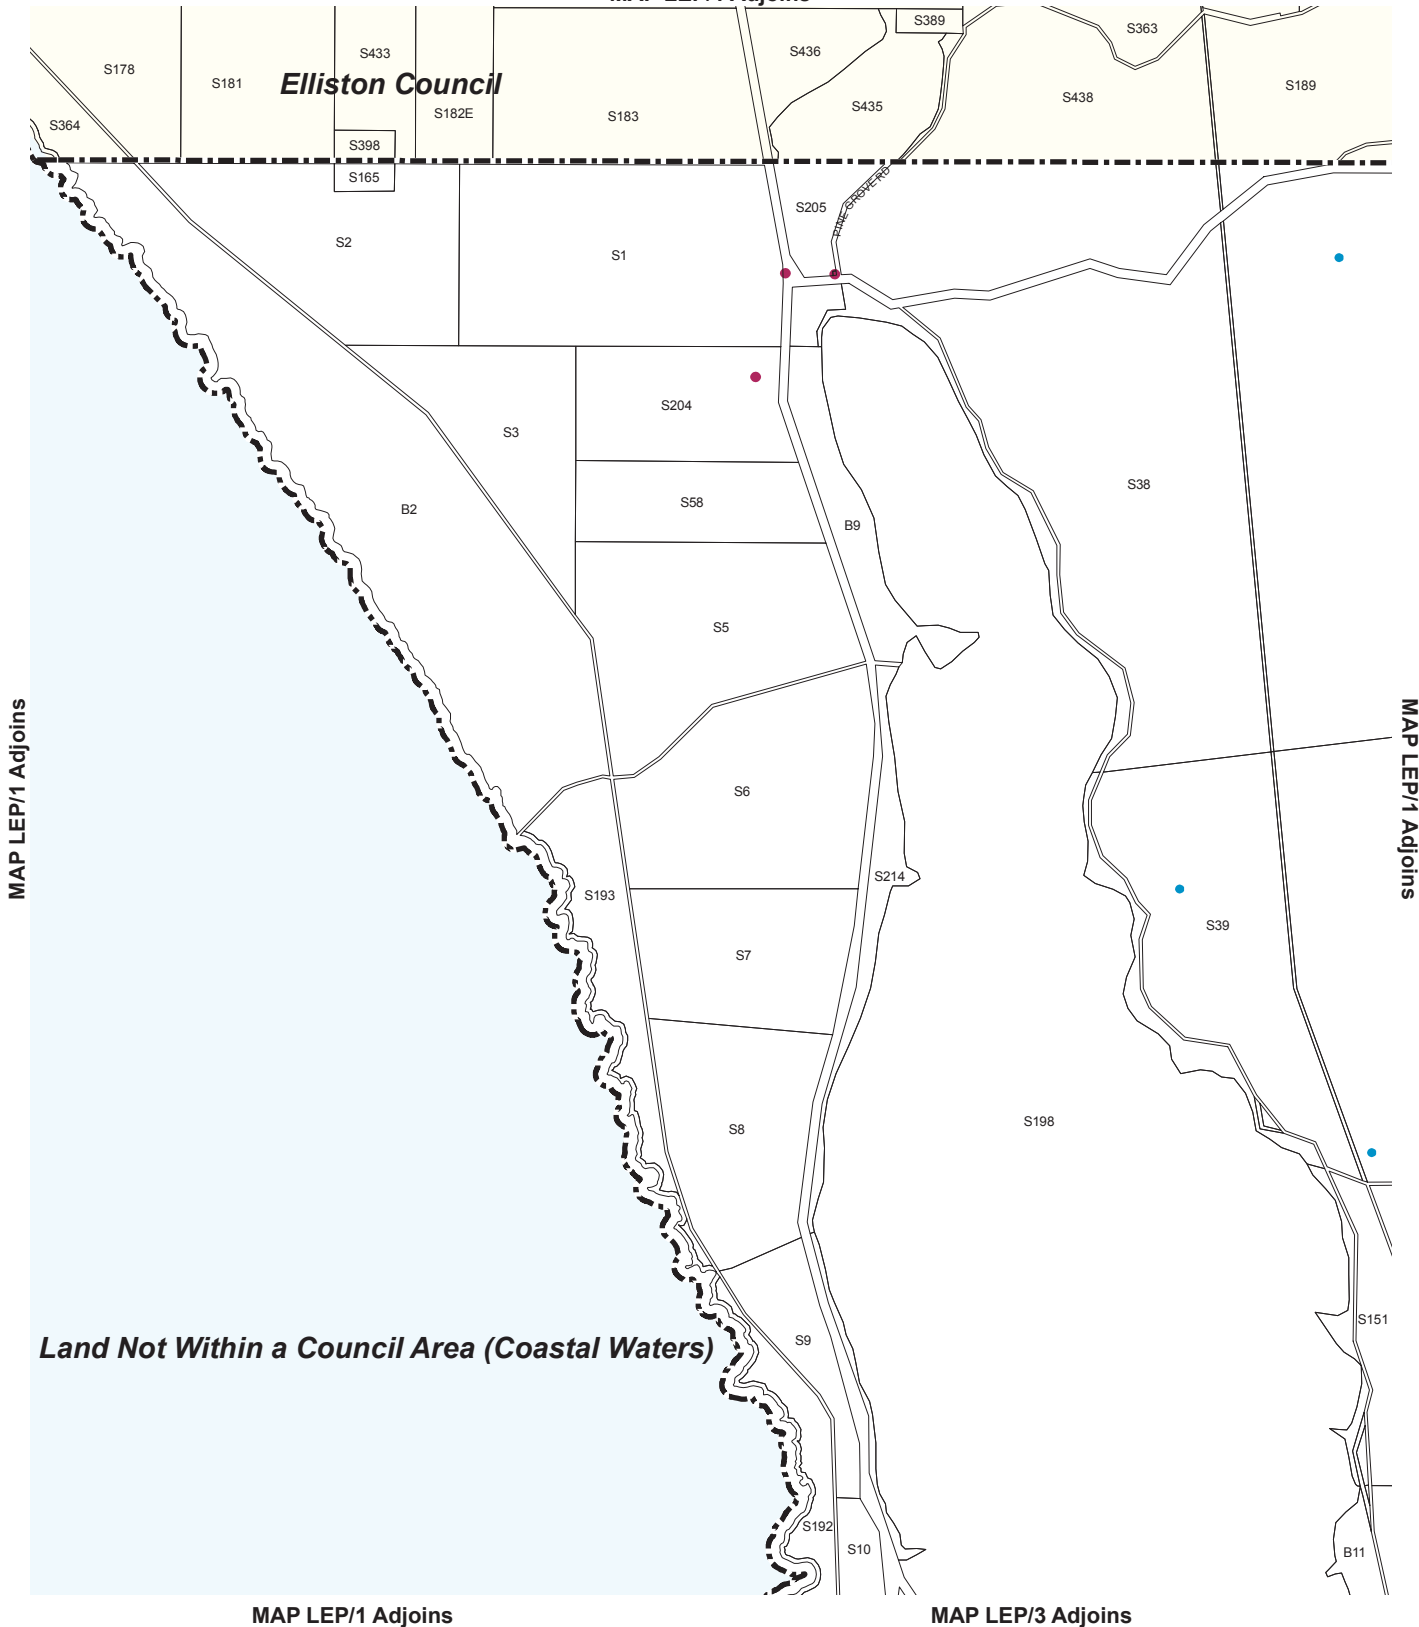 S389
S363
S433
S436
S178
S181
Elliston Council
S189
S438
S435
S182E
S183
S364
S398
S165
S205
PINE GROVE RD
S2
S1
S204
S3
S38
S58
B2
B9
S5
MAP LEP/1 Adjoins
MAP LEP/1 Adjoins
S6
S214
S193
S39
S7
S198
S8
S151
S9
Land Not Within a Council Area (Coastal Waters)
S192
S10
B11
MAP LEP/1 Adjoins
MAP LEP/3 Adjoins